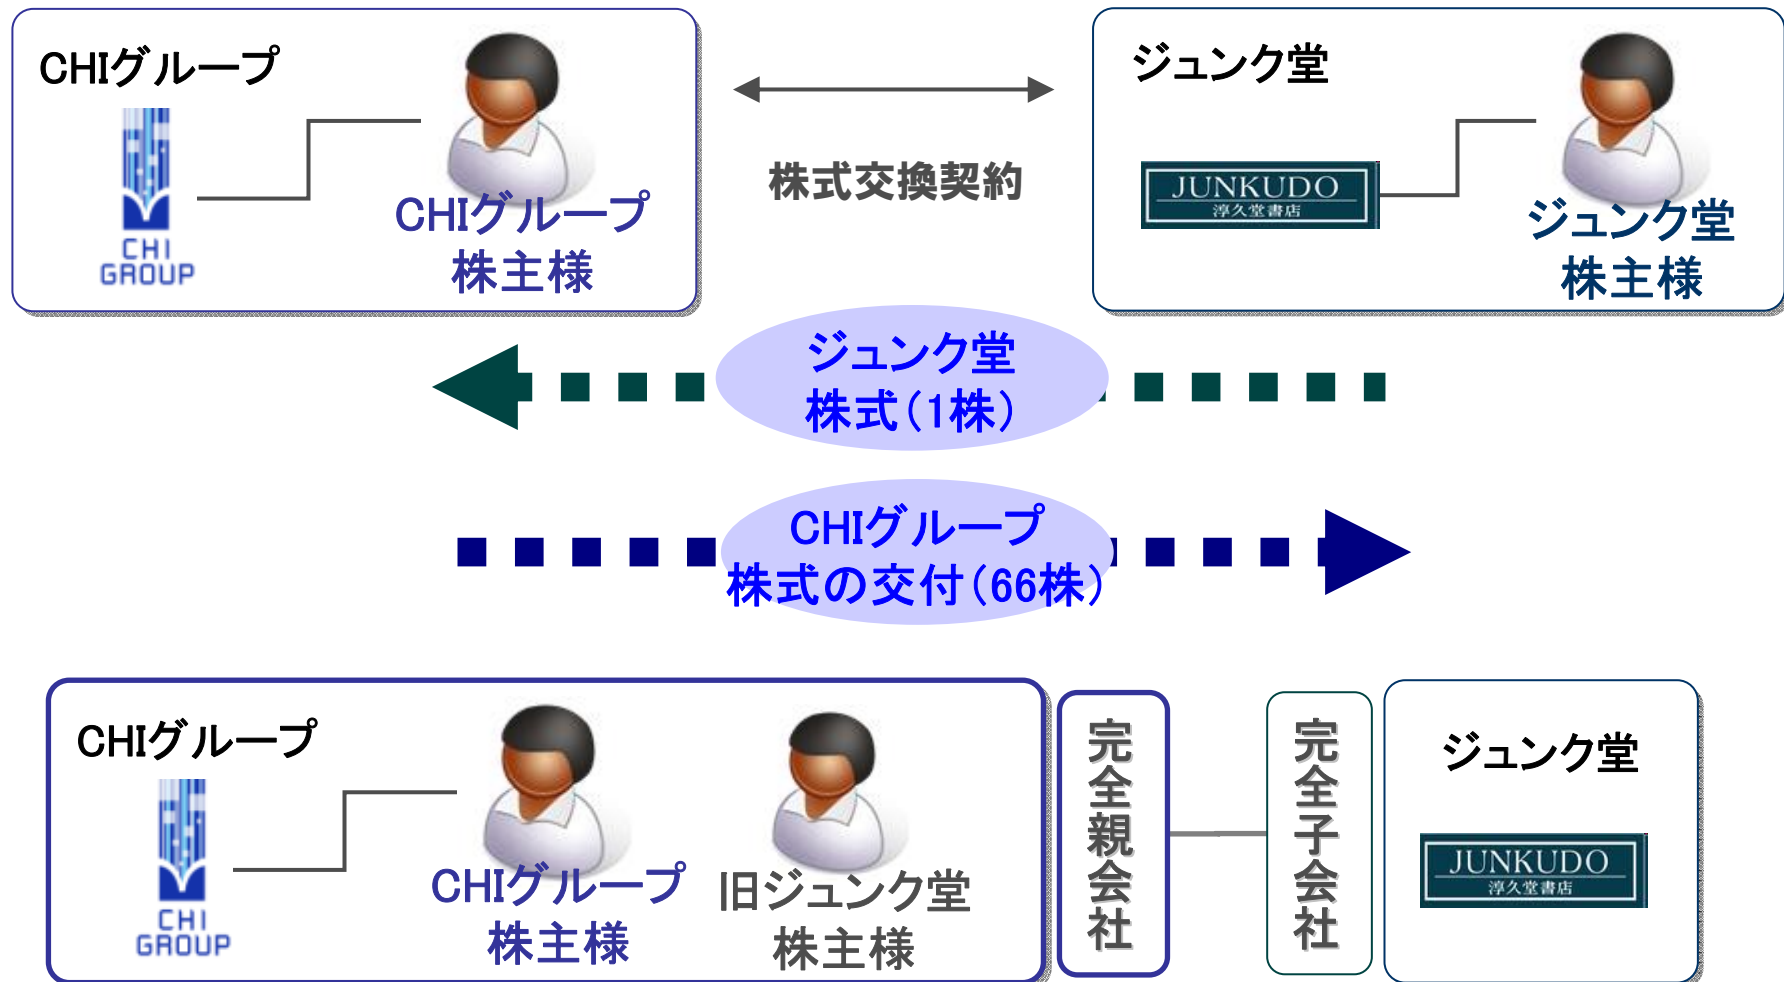 CHIグループ
CHI
GROUP
CHIグループ
株主様
株式交換契約
ジュンク堂
JUNKUDO
淳久堂書店
ジュンク堂
株主様
ジュンク堂
株式(1株)
CHIグループ
株式の交付(66株)
CHIグループ
CHI
GROUP
CHIグループ
株主様
旧ジュンク堂
株主様
完全親会社
完全子会社
ジュンク堂
JUNKUDO
淳久堂書店